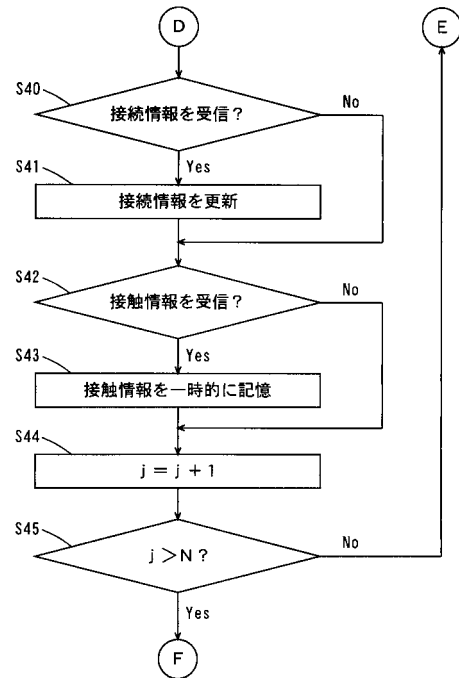 D
E
S40
接続情報を受信?
No
Yes
S41
接続情報を更新
S42
接触情報を受信?
No
Yes
S43
接触情報を一時的に記憶
S44
j=j+1
S45
j>N?
No
Yes
F